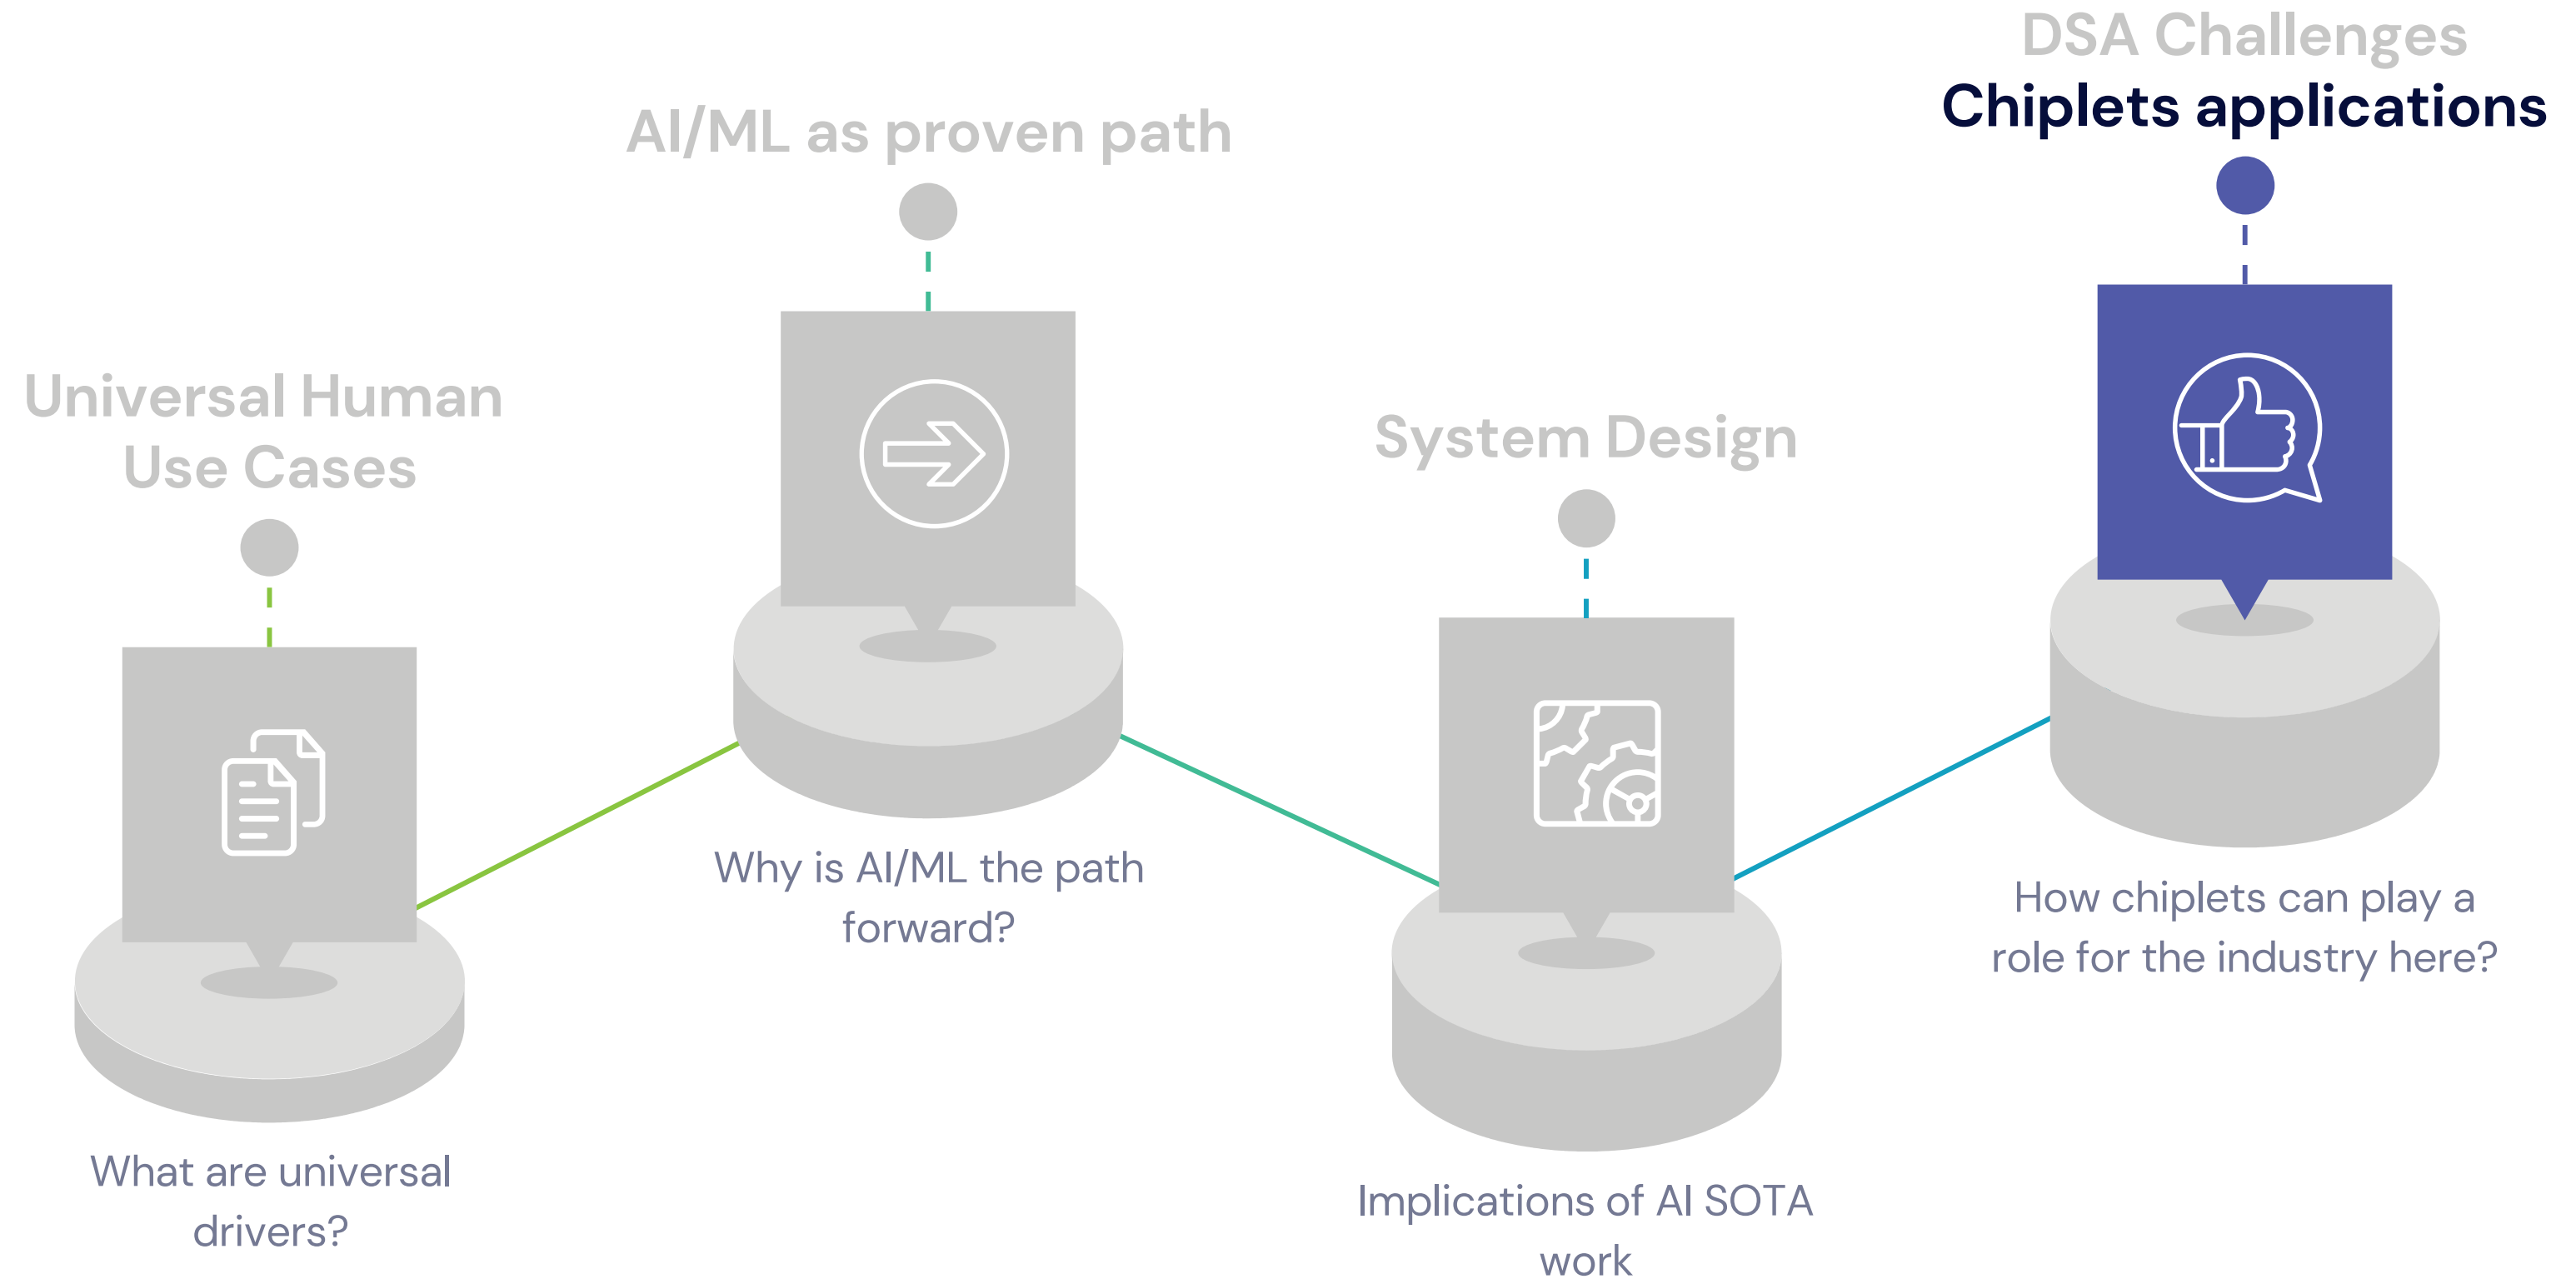 Universal Human
Use Cases
What are universal
drivers?
AI/ML as proven path
Why is AI/ML the path
forward?
System Design
Implications of AI SOTA
work
DSA Challenges
Chiplets applications
How chiplets can play a
role for the industry here?